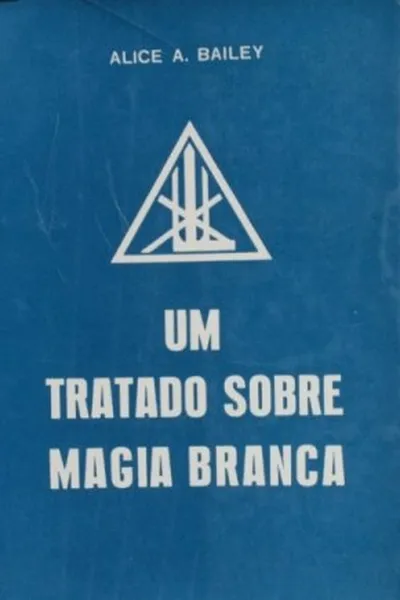 ALICE A. BAILEY
UM
TRATADO SOBRE
MAGIA BRANCA